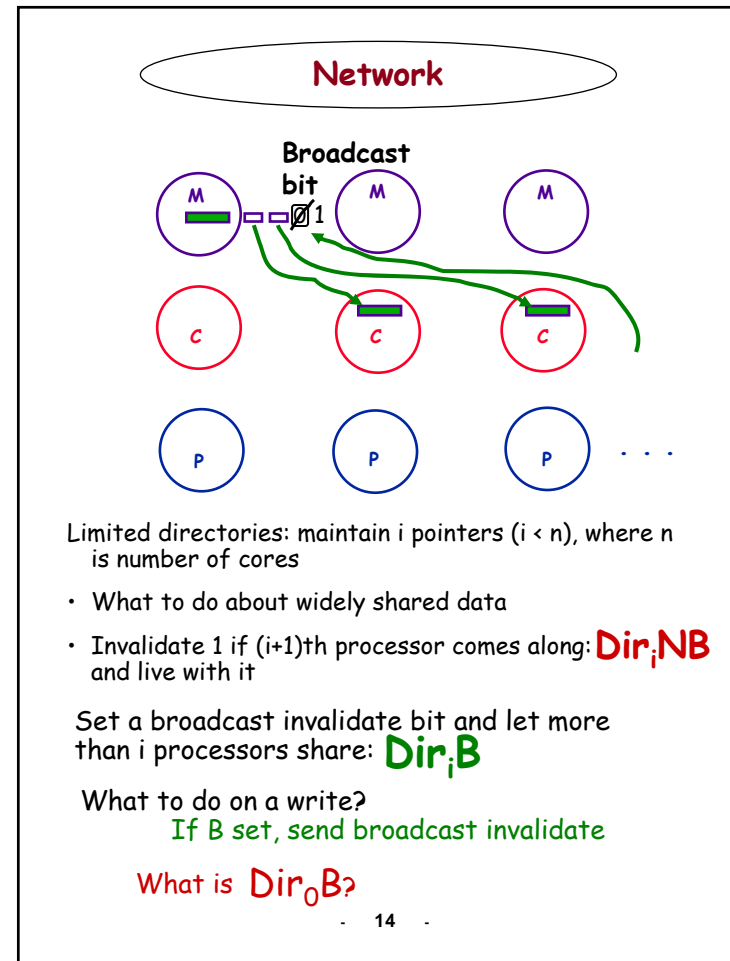 Network
Broadcast
bit
M
M
M
0 1
C
C
C
P
P
P
. . .
Limited directories: maintain i pointers (i < n), where n
is number of cores
• What to do about widely shared data
• Invalidate 1 if (i+1)th processor comes along: DiriNB
and live with it
Set a broadcast invalidate bit and let more
than i processors share: DiriB
What to do on a write?
If B set, send broadcast invalidate
What is Dir0B?
- 14 -